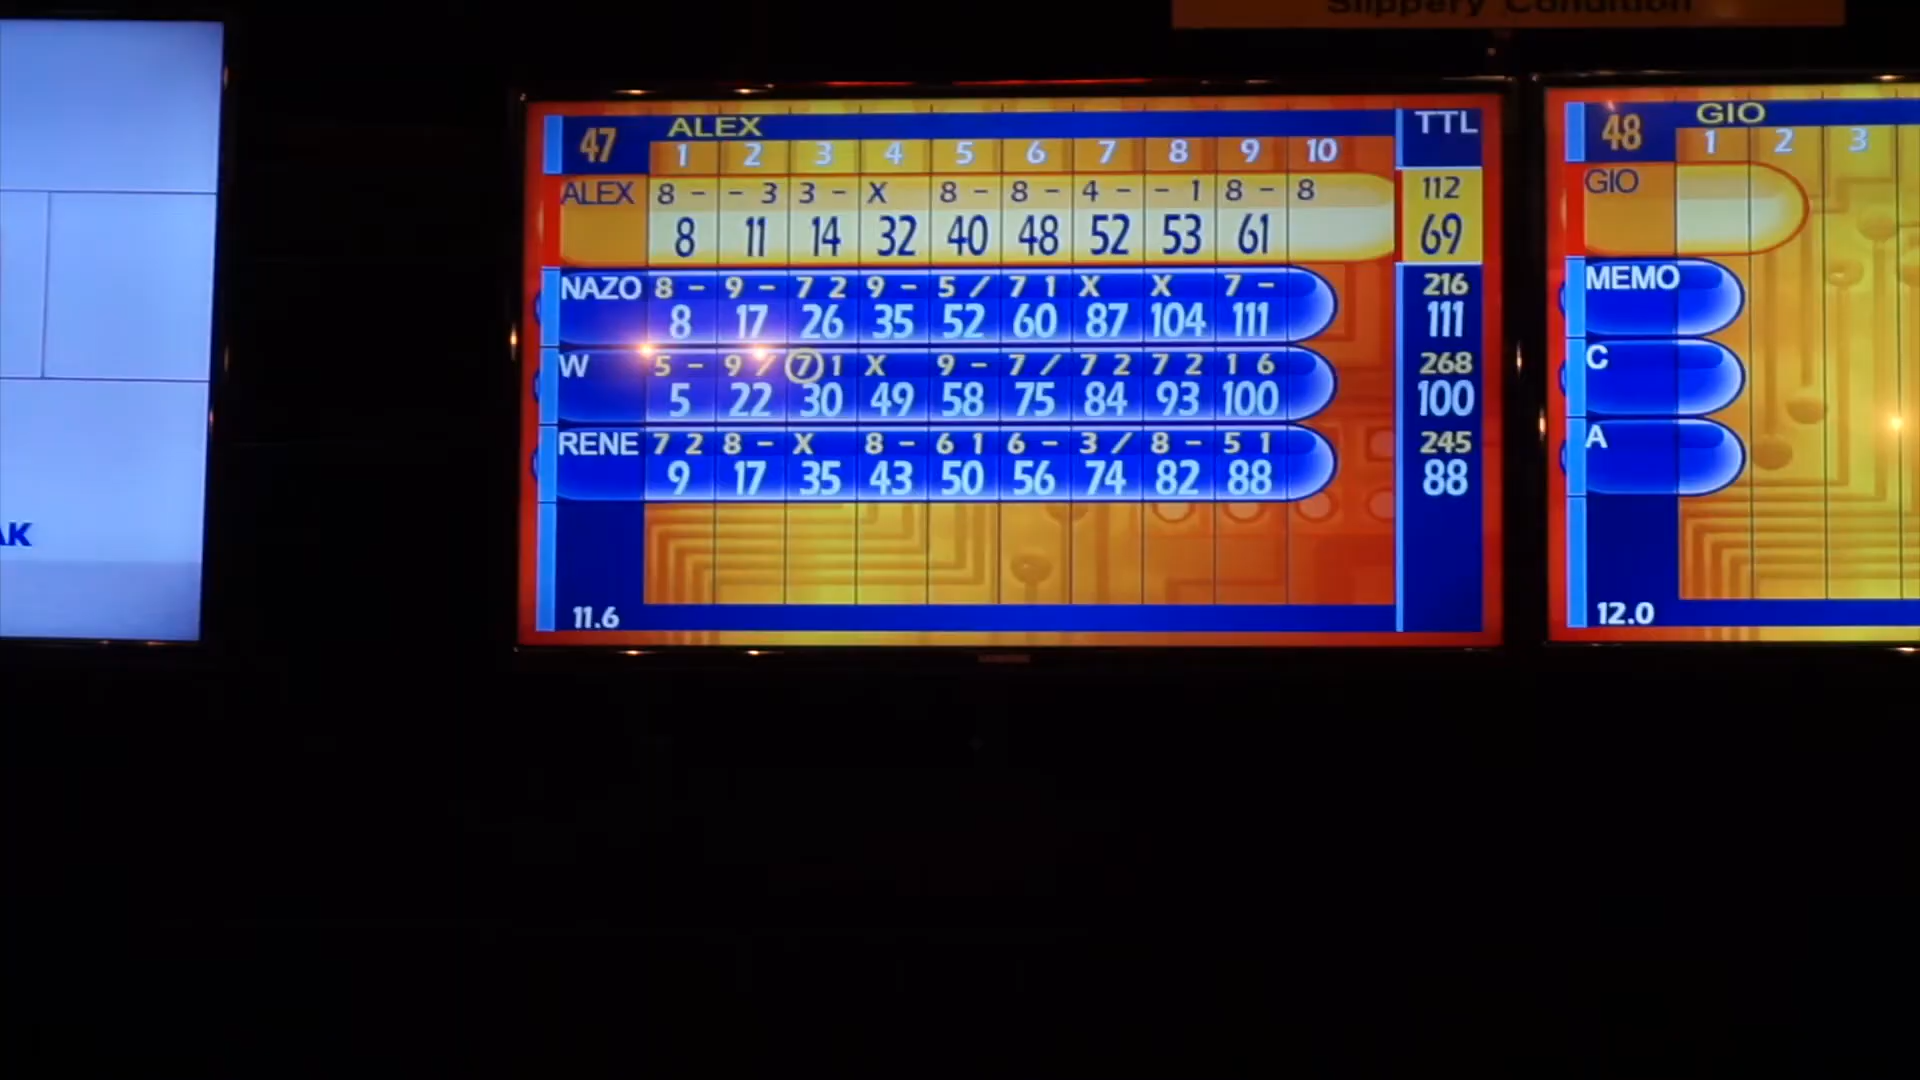 Slippery Condition
AK
47 ALEX TTL
1 2 3 4 5 6 7 8 9 10
ALEX 8 - - 3 3 - X 8 - 8 - 4 - - 1 8 - 8 112
8 11 14 32 40 48 52 53 61 69
NAZO 8 - 9 - 7 2 9 - 5 / 7 1 X X 7 - 216
8 17 26 35 52 60 87 104 111 111
W 5 - 9 / 7 1 X 9 - 7 / 7 2 7 2 1 6 268
5 22 30 49 58 75 84 93 100 100
RENE 7 2 8 - X 8 - 6 1 6 - 3 / 8 - 5 1 245
9 17 35 43 50 56 74 82 88 88
11.6
48 GIO
1 2 3
GIO
MEMO
C
A
12.0